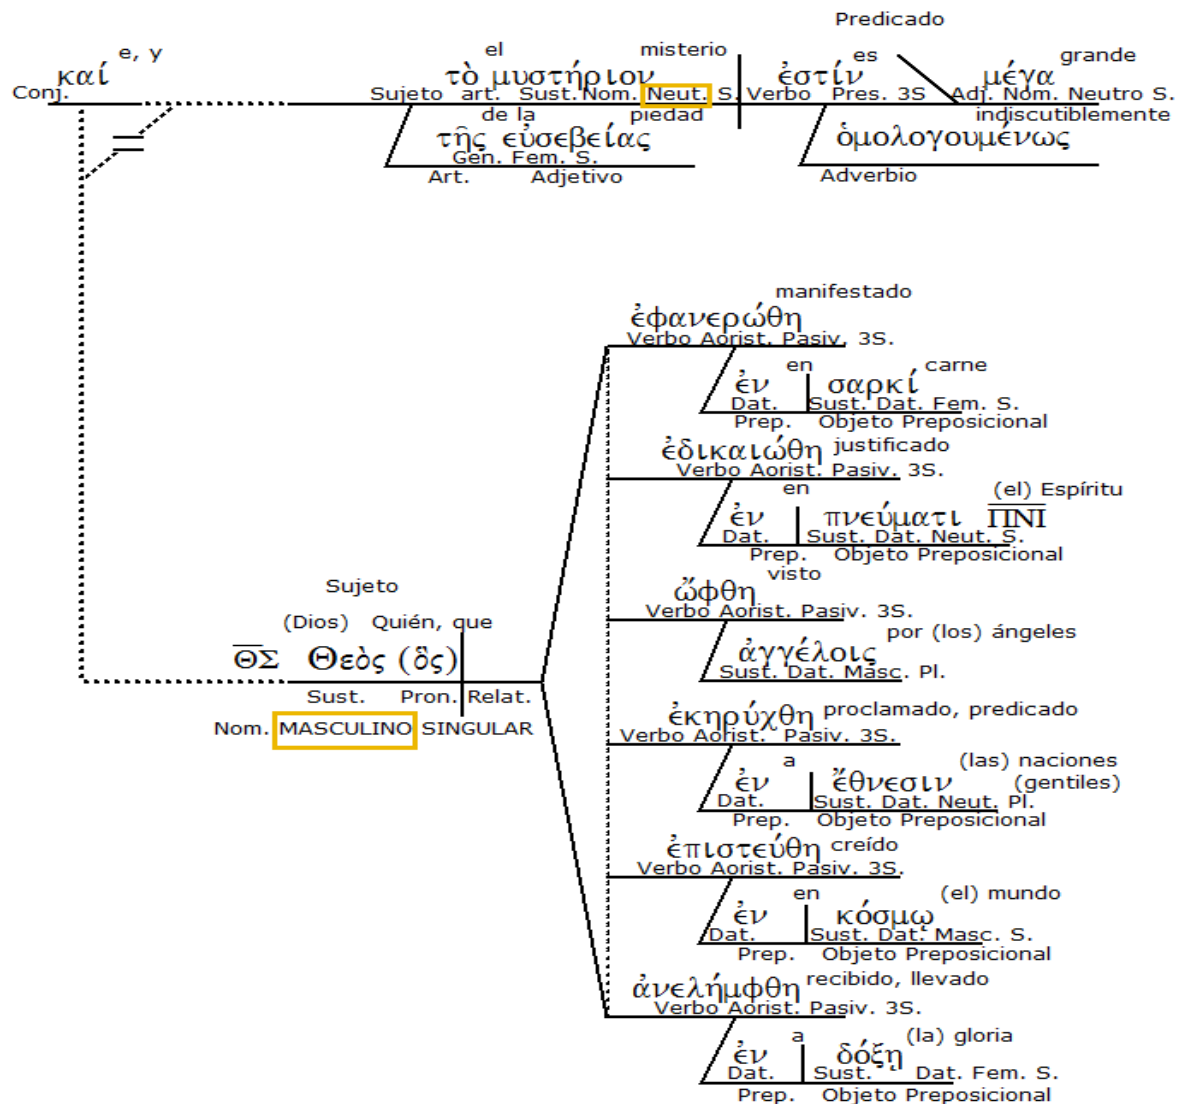 Predicado
e, y el misterio es grande
καί τὸ μυστήριον ἐστίν μέγα
Conj. Sujeto art. Sust. Nom. Neut. S. Verbo Pres. 3S Adj. Nom. Neutro S.
de la piedad indiscutiblemente
τῆς εὐσεβείας ὁμολογουμένως
Gen. Fem. S.
Art. Adjetivo Adverbio
manifestado
ἐφανερώθη
Verbo Aorist. Pasiv. 3S.
en carne
ἐν σαρκί
Dat. Sust. Dat. Fem. S.
Prep. Objeto Preposicional
ἐδικαιώθη justificado
Verbo Aorist. Pasiv. 3S.
en (el) Espíritu
ἐν πνεύματι ΠΝΙ
Dat. Sust. Dat. Neut. S.
Prep. Objeto Preposicional
visto
ὤφθη
Verbo Aorist. Pasiv. 3S.
por (los) ángeles
ἀγγέλοις
Sust. Dat. Masc. Pl.
Sujeto
(Dios) Quién, que
ΘΣ Θεὸς (ὃς)
Sust. Pron. Relat.
Nom. MASCULINO SINGULAR
ἐκηρύχθη proclamado, predicado
Verbo Aorist. Pasiv. 3S.
a (las) naciones
ἐν ἔθνεσιν (gentiles)
Dat. Sust. Dat. Neut. Pl.
Prep. Objeto Preposicional
ἐπιστεύθη creído
Verbo Aorist. Pasiv. 3S.
en (el) mundo
ἐν κόσμῳ
Dat. Sust. Dat. Masc. S.
Prep. Objeto Preposicional
ἀνελήμφθη recibido, llevado
Verbo Aorist. Pasiv. 3S.
a (la) gloria
ἐν δόξῃ
Dat. Sust. Dat. Fem. S.
Prep. Objeto Preposicional